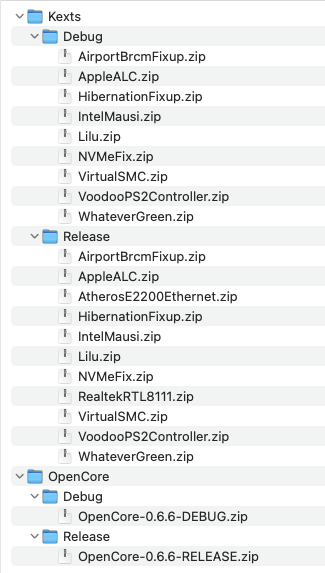 Kexts
Debug
AirportBrcmFixup.zip
AppleALC.zip
HibernationFixup.zip
IntelMausi.zip
Lilu.zip
NVMeFix.zip
VirtualSMC.zip
VoodooPS2Controller.zip
WhateverGreen.zip
Release
AirportBrcmFixup.zip
AppleALC.zip
AtherosE2200Ethernet.zip
HibernationFixup.zip
IntelMausi.zip
Lilu.zip
NVMeFix.zip
RealtekRTL8111.zip
VirtualSMC.zip
VoodooPS2Controller.zip
WhateverGreen.zip
OpenCore
Debug
OpenCore-0.6.6-DEBUG.zip
Release
OpenCore-0.6.6-RELEASE.zip